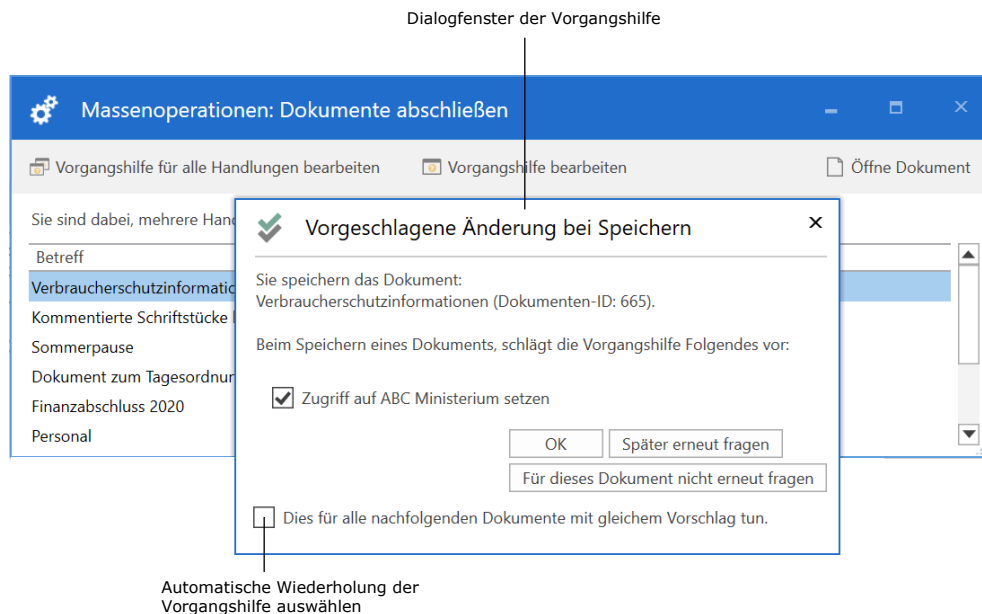 Dialogfenster der Vorgangshilfe
Massenoperationen: Dokumente abschließen
Vorgangshilfe für alle Handlungen bearbeiten
Vorgangshilfe bearbeiten
Öffne Dokument
Sie sind dabei, mehrere
Betreff
Kommentierte Schriftstücke
Sommerpause
Dokument zum
Finanzabschluss 2020
Personal
Vorgeschlagene Änderung bei Speichern
Sie speichern das Dokument:
Verbraucherschutzinformationen (Dokumenten-ID: 665).
Beim Speichern eines Dokuments, schlägt die Vorgangshilfe Folgendes vor:
Zugriff auf ABC Ministerium setzen
OK
Später erneut fragen
Für dieses Dokument nicht erneut fragen
Dies für alle nachfolgenden Dokumente mit gleichem Vorschlag tun.
Automatische Wiederholung der
Vorgangshilfe auswählen